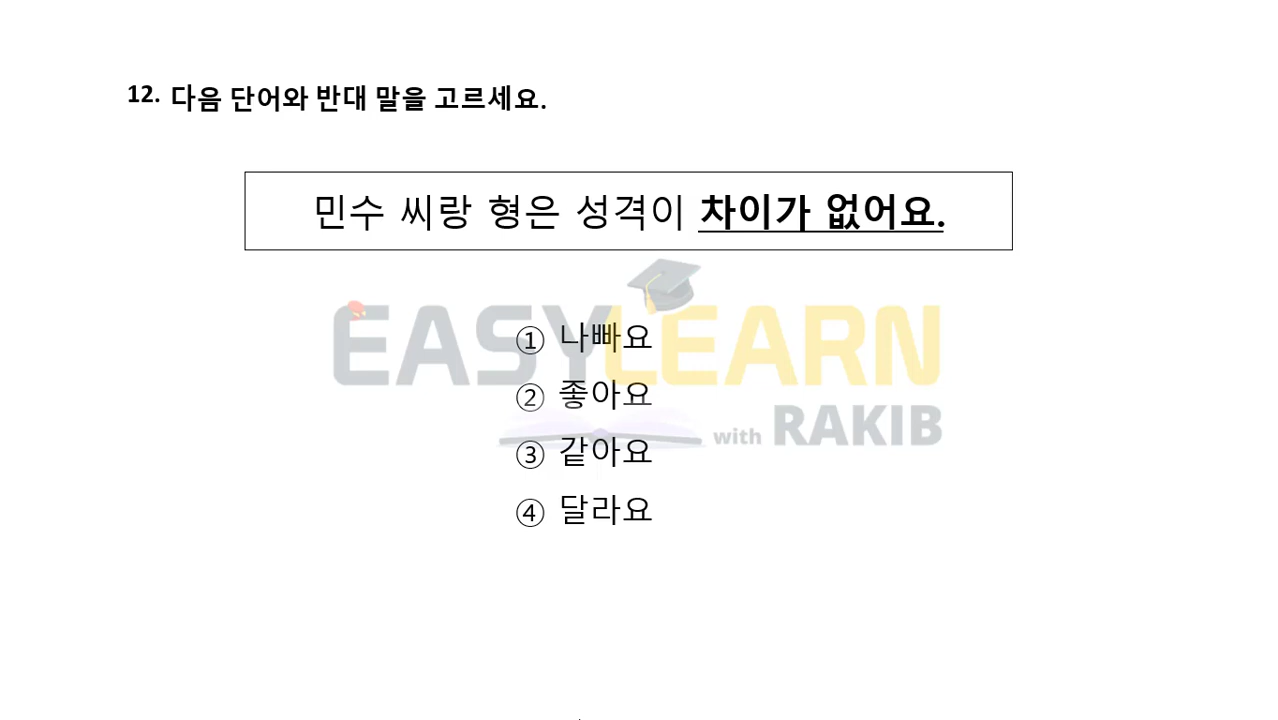 12. 다음 단어와 반대 말을 고르세요.
민수 씨랑 형은 성격이 차이가 없어요.
EASYLEARN
with RAKIB
① 나빠요
② 좋아요
③ 같아요
④ 달라요